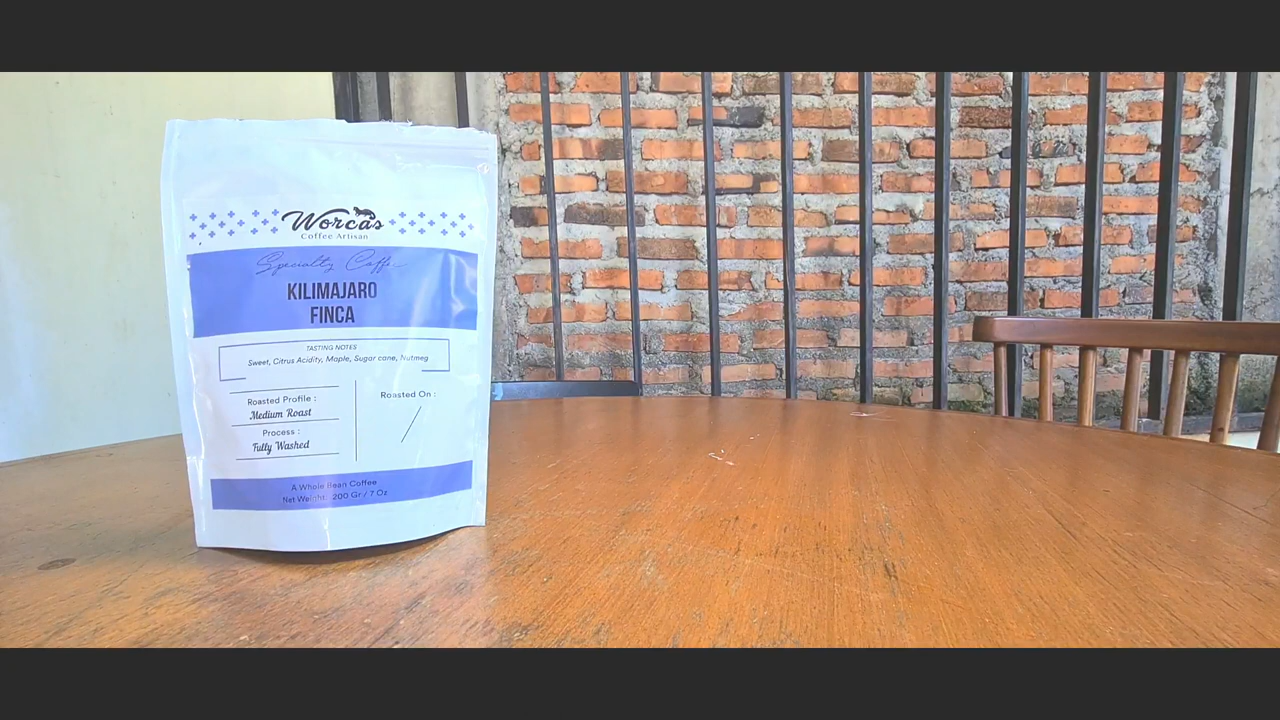 Worcas
Coffee Artisan
Specialty Coffee
KILIMAJARO
FINCA
TASTING NOTES
Sweet, Citrus Acidity, Maple, Sugar cane, Nutmeg
Roasted Profile :
Medium Roast
Process :
Fully Washed
Roasted On :
/
A Whole Bean Coffee
Net Weight: 200 Gr / 7 Oz